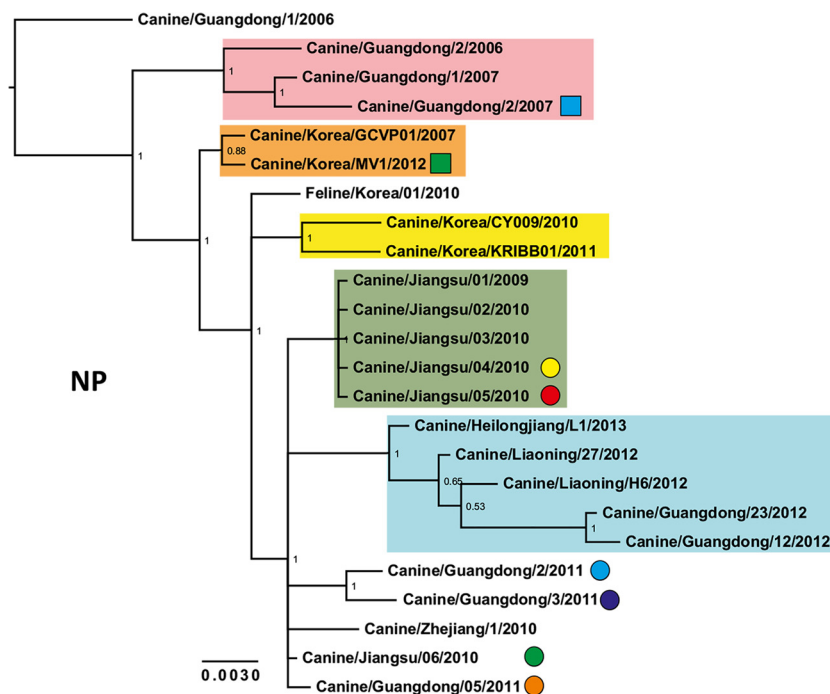 Canine/Guangdong/1/2006
Canine/Guangdong/2/2006
1
Canine/Guangdong/1/2007
1
Canine/Guangdong/2/2007
Canine/Korea/GCVP01/2007
0.88
1
Canine/Korea/MV1/2012
Feline/Korea/01/2010
Canine/Korea/CY009/2010
1
1
Canine/Korea/KRIBB01/2011
Canine/Jiangsu/01/2009
Canine/Jiangsu/02/2010
1
Canine/Jiangsu/03/2010
Canine/Jiangsu/04/2010
NP
Canine/Jiangsu/05/2010
Canine/Heilongjiang/L1/2013
1
Canine/Liaoning/27/2012
0.65
Canine/Liaoning/H6/2012
0.53
Canine/Guangdong/23/2012
1
Canine/Guangdong/12/2012
1
Canine/Guangdong/2/2011
1
Canine/Guangdong/3/2011
Canine/Zhejiang/1/2010
Canine/Jiangsu/06/2010
0.0030
Canine/Guangdong/05/2011